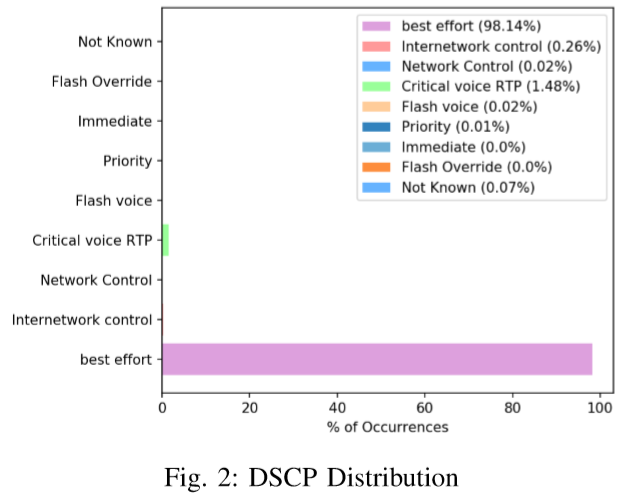 Not Known
Flash Override
Immediate
Priority
Flash voice
Critical voice RTP
Network Control
Internetwork control
best effort
best effort (98.14%)
Internetwork control (0.26%)
Network Control (0.02%)
Critical voice RTP (1.48%)
Flash voice (0.02%)
Priority (0.01%)
Immediate (0.0%)
Flash Override (0.0%)
Not Known (0.07%)
0 20 40 60 80 100
% of Occurrences
Fig. 2: DSCP Distribution